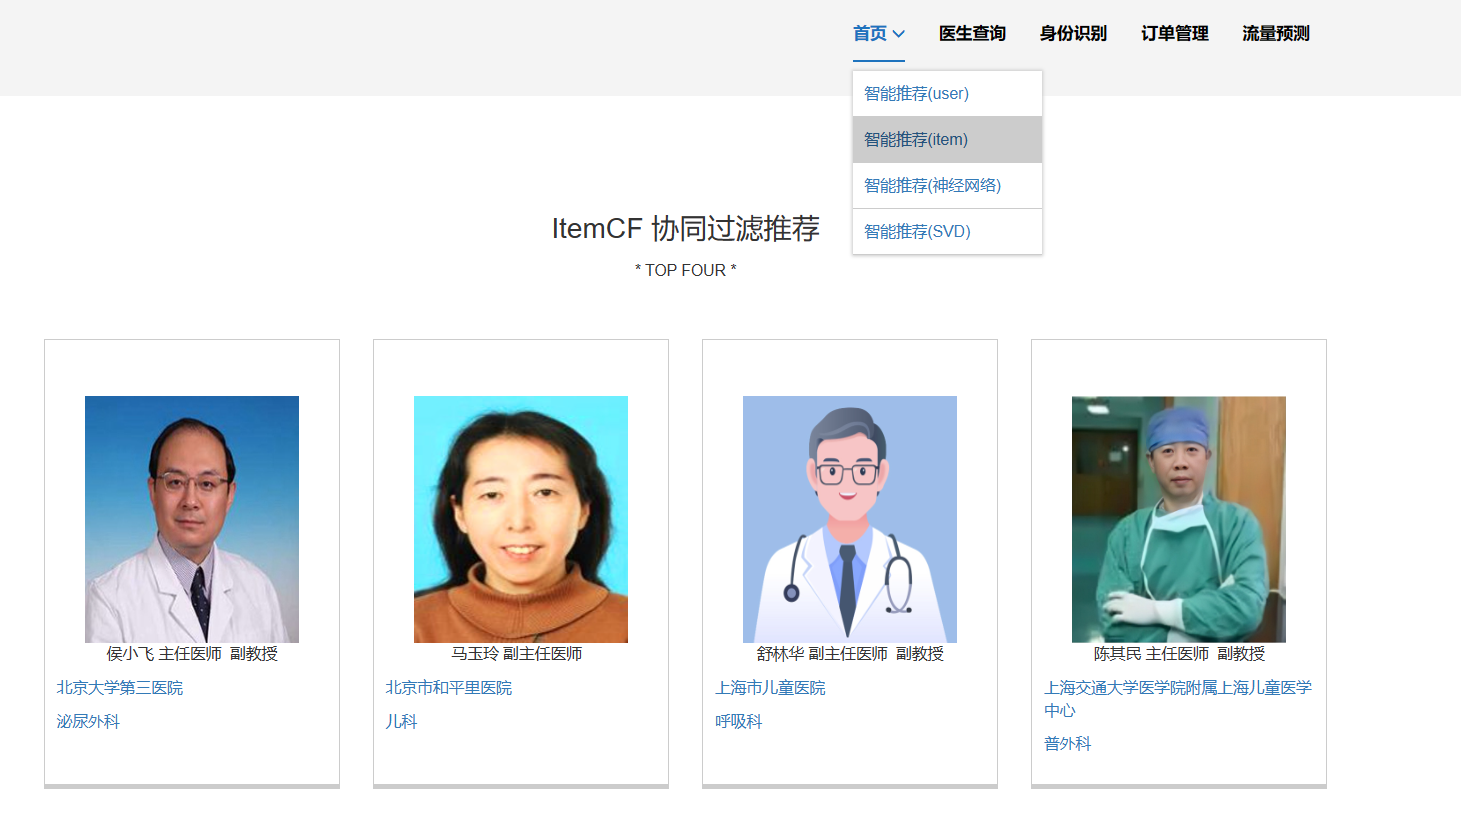 首页 医生查询 身份识别 订单管理 流量预测
智能推荐(user)
智能推荐(item)
智能推荐(神经网络)
智能推荐(SVD)
ItemCF 协同过滤推荐
* TOP FOUR *
侯小飞 主任医师 副教授
北京大学第三医院
泌尿外科
马玉玲 副主任医师
北京市和平里医院
儿科
舒林华 副主任医师 副教授
上海市儿童医院
呼吸科
陈其民 主任医师 副教授
上海交通大学医学院附属上海儿童医学
中心
普外科